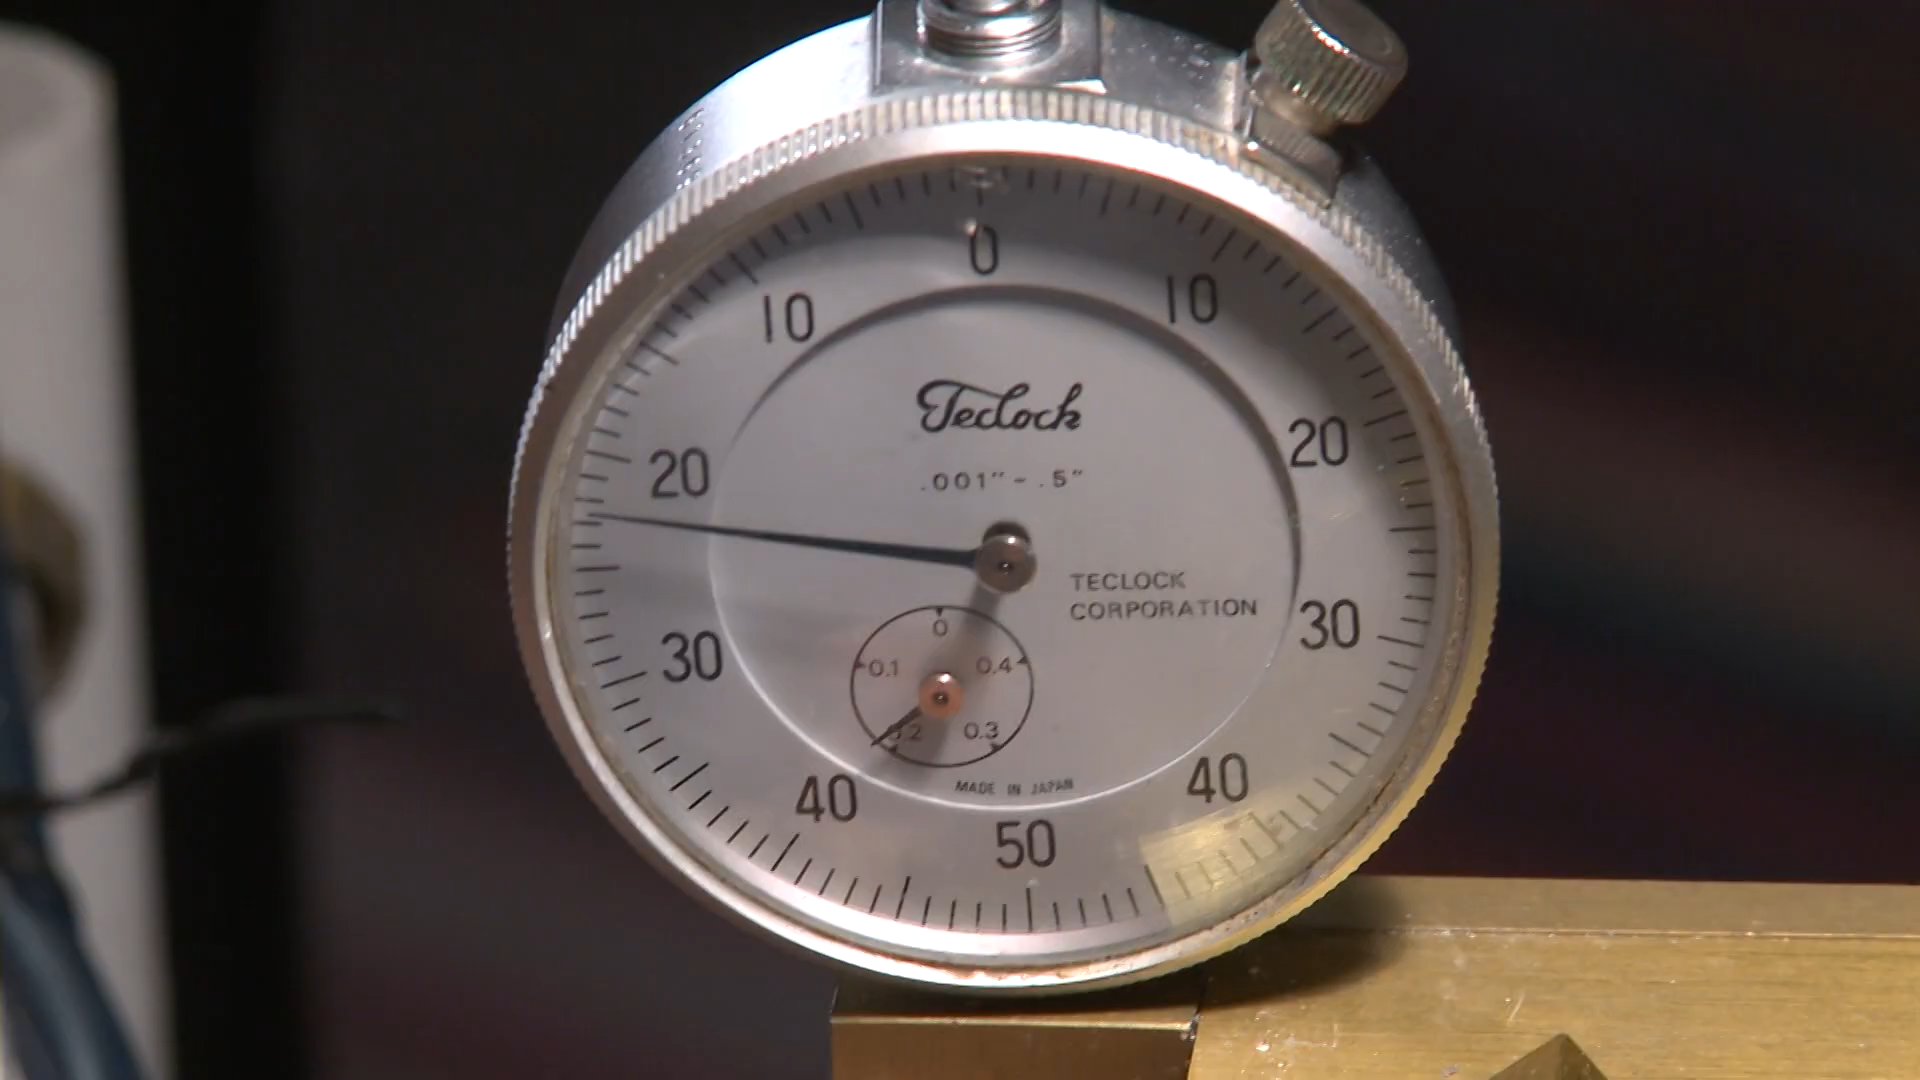 0
10 10
Teclock
20 20
.001" - .5"
TECLOCK
CORPORATION
30 30
0
0.1 0.4
0.2 0.3
MADE IN JAPAN
40 40
50